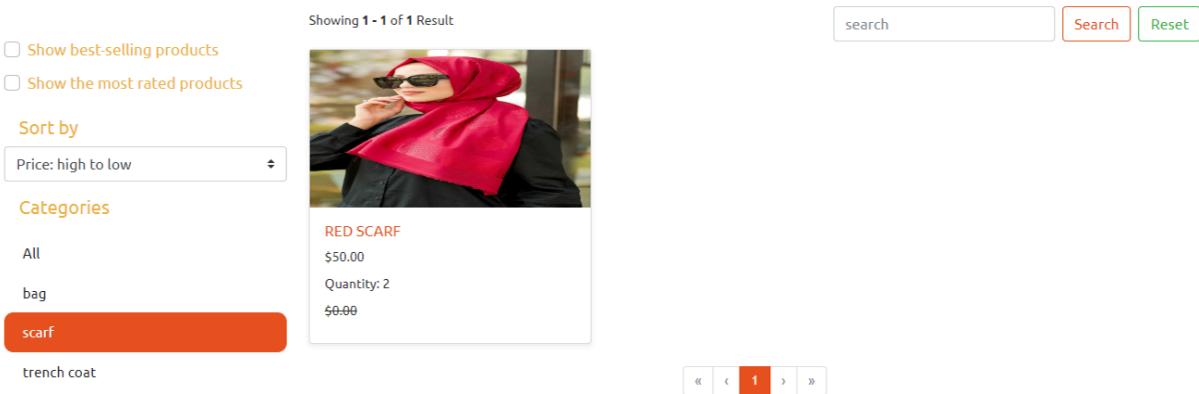 Showing 1 - 1 of 1 Result
search
Search
Reset
Show best-selling products
Show the most rated products
Sort by
Price: high to low
Categories
All
bag
scarf
trench coat
RED SCARF
$50.00
Quantity: 2
$0.00
« ‹ 1 › »